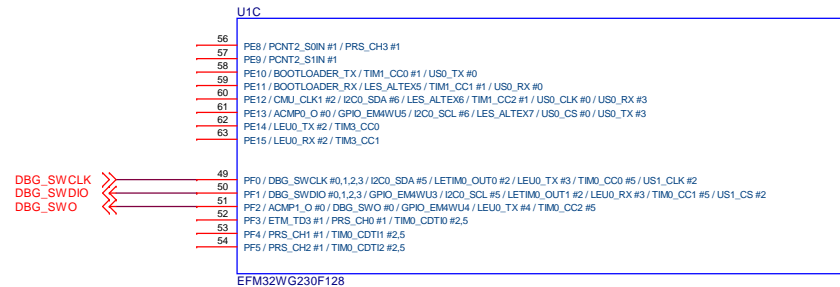 U1C
56 PE8 / PCNT2_S0IN #1 / PRS_CH3 #1
57 PE9 / PCNT2_S1IN #1
58 PE10 / BOOTLOADER_TX / TIM1_CC0 #1 / US0_TX #0
59 PE11 / BOOTLOADER_RX / LES_ALTEX5 / TIM1_CC1 #1 / US0_RX #0
60 PE12 / CMU_CLK1 #2 / I2C0_SDA #6 / LES_ALTEX6 / TIM1_CC2 #1 / US0_CLK #0 / US0_RX #3
61 PE13 / ACMP0_O #0 / GPIO_EM4WU5 / I2C0_SCL #6 / LES_ALTEX7 / US0_CS #0 / US0_TX #3
62 PE14 / LEU0_TX #2 / TIM3_CC0
63 PE15 / LEU0_RX #2 / TIM3_CC1
DBG_SWCLK 49 PF0 / DBG_SWCLK #0,1,2,3 / I2C0_SDA #5 / LETIM0_OUT0 #2 / LEU0_TX #3 / TIM0_CC0 #5 / US1_CLK #2
DBG_SWDIO 50 PF1 / DBG_SWDIO #0,1,2,3 / GPIO_EM4WU3 / I2C0_SCL #5 / LETIM0_OUT1 #2 / LEU0_RX #3 / TIM0_CC1 #5 / US1_CS #2
DBG_SWO 51 PF2 / ACMP1_O #0 / DBG_SWO #0 / GPIO_EM4WU4 / LEU0_TX #4 / TIM0_CC2 #5
52 PF3 / ETM_TD3 #1 / PRS_CH0 #1 / TIM0_CDTI0 #2,5
53 PF4 / PRS_CH1 #1 / TIM0_CDTI1 #2,5
54 PF5 / PRS_CH2 #1 / TIM0_CDTI2 #2,5
EFM32WG230F128